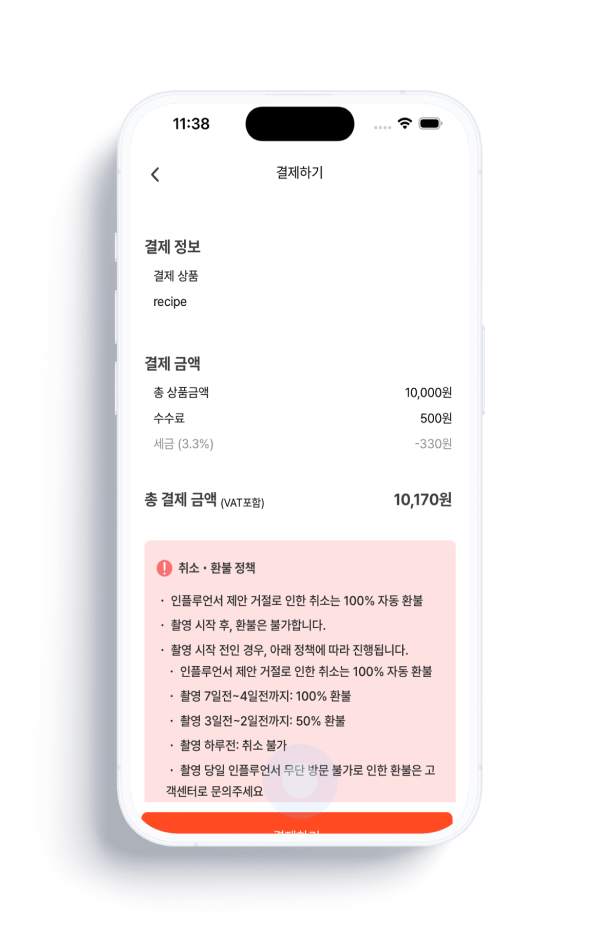 11:38
결제하기
결제 정보
결제 상품
recipe
결제 금액
총 상품금액 10,000원
수수료 500원
세금 (3.3%) -330원
총 결제 금액 (VAT포함) 10,170원
취소・환불 정책
・ 인플루언서 제안 거절로 인한 취소는 100% 자동 환불
・ 촬영 시작 후, 환불은 불가합니다.
・ 촬영 시작 전인 경우, 아래 정책에 따라 진행됩니다.
・ 인플루언서 제안 거절로 인한 취소는 100% 자동 환불
・ 촬영 7일전~4일전까지: 100% 환불
・ 촬영 3일전~2일전까지: 50% 환불
・ 촬영 하루전: 취소 불가
・ 촬영 당일 인플루언서 무단 방문 불가로 인한 환불은 고
객센터로 문의주세요
결제하기